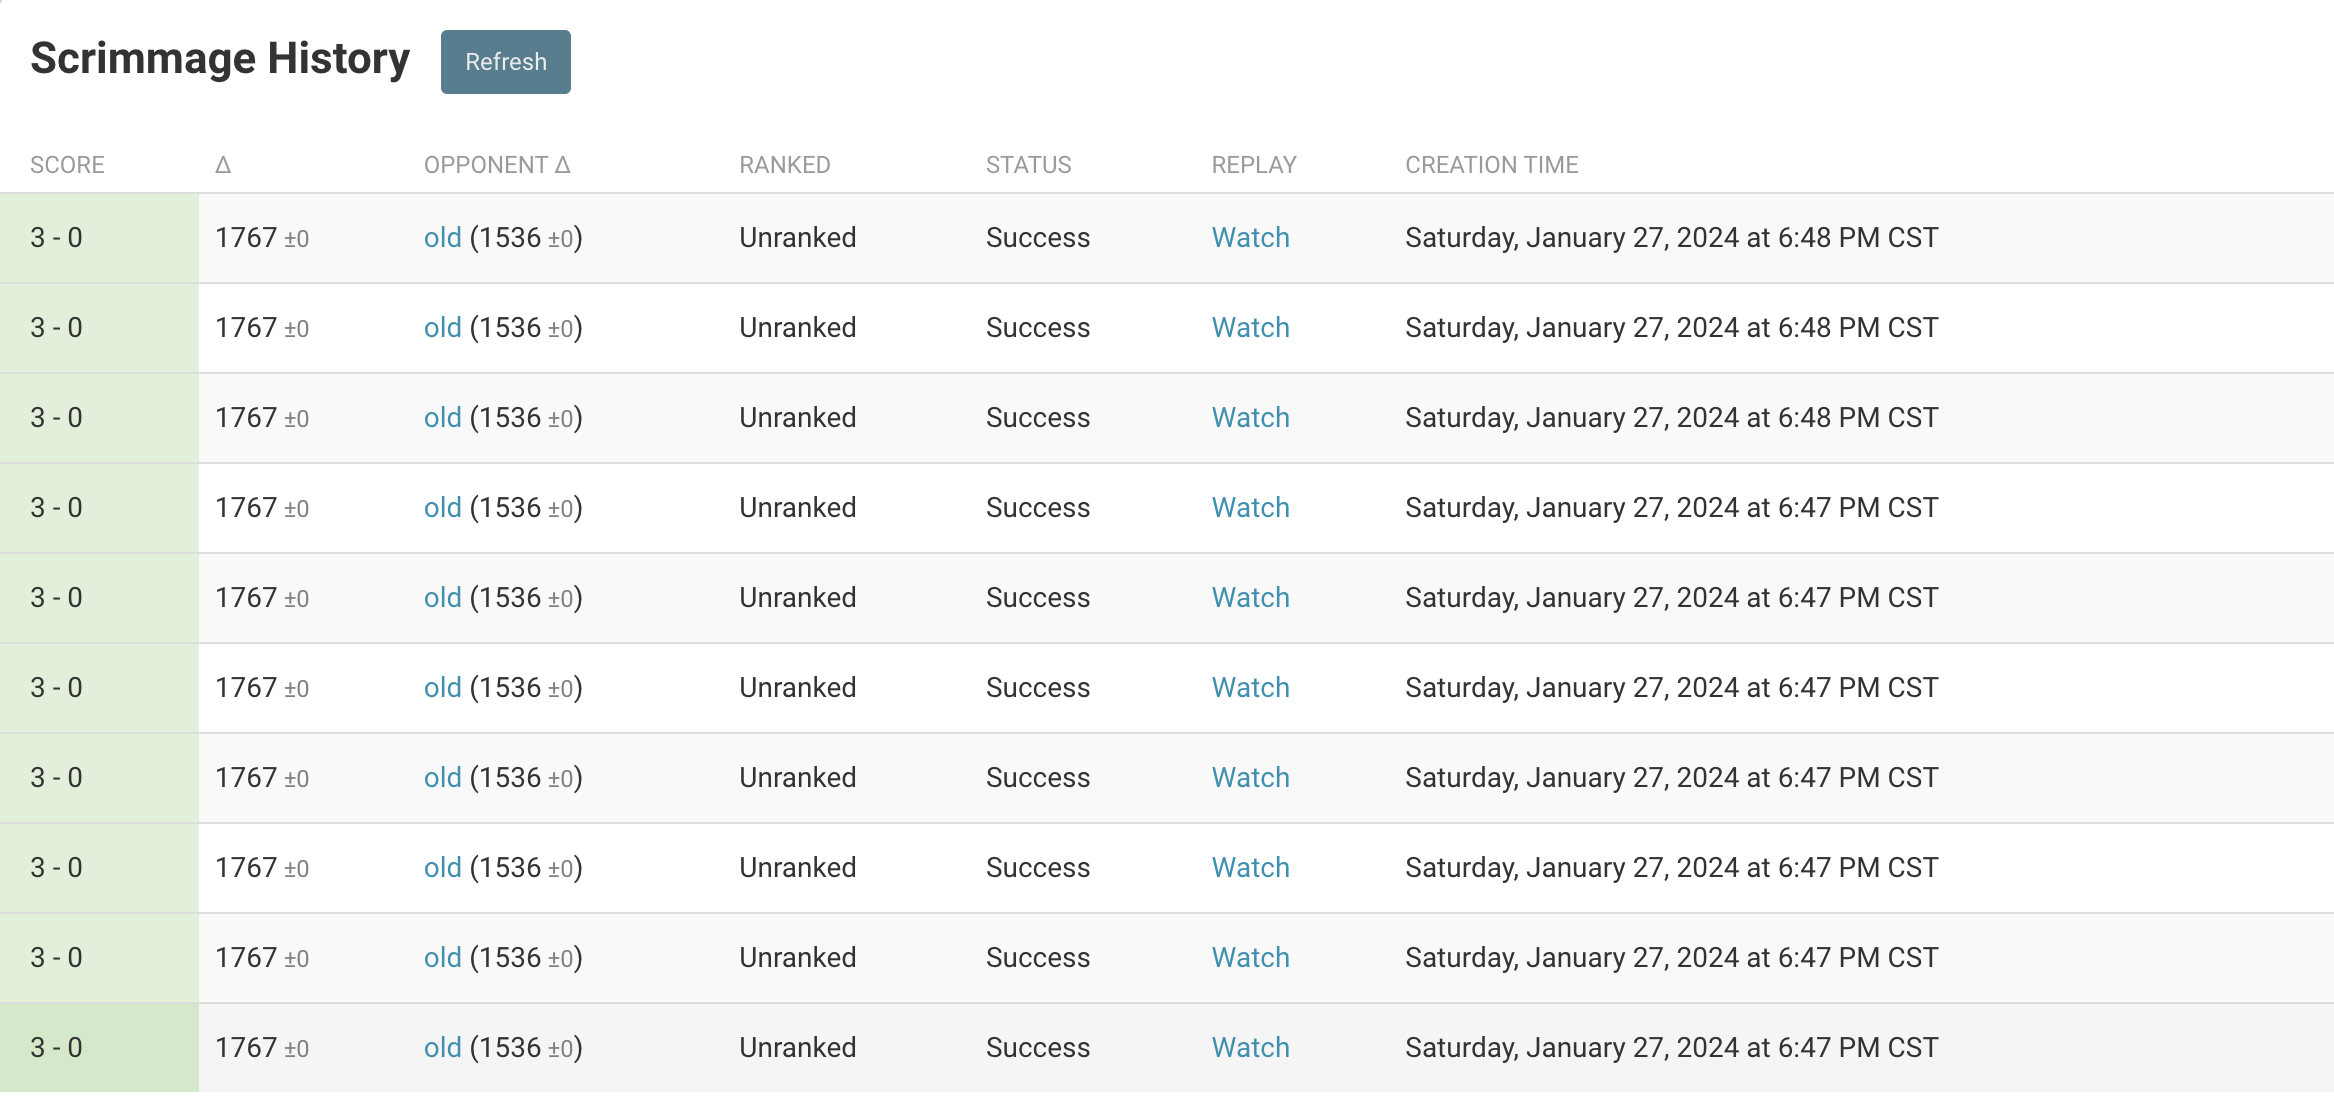 Scrimmage History Refresh
SCORE Δ OPPONENT Δ RANKED STATUS REPLAY CREATION TIME
3 - 0 1767 ±0 old (1536 ±0) Unranked Success Watch Saturday, January 27, 2024 at 6:48 PM CST
3 - 0 1767 ±0 old (1536 ±0) Unranked Success Watch Saturday, January 27, 2024 at 6:48 PM CST
3 - 0 1767 ±0 old (1536 ±0) Unranked Success Watch Saturday, January 27, 2024 at 6:48 PM CST
3 - 0 1767 ±0 old (1536 ±0) Unranked Success Watch Saturday, January 27, 2024 at 6:47 PM CST
3 - 0 1767 ±0 old (1536 ±0) Unranked Success Watch Saturday, January 27, 2024 at 6:47 PM CST
3 - 0 1767 ±0 old (1536 ±0) Unranked Success Watch Saturday, January 27, 2024 at 6:47 PM CST
3 - 0 1767 ±0 old (1536 ±0) Unranked Success Watch Saturday, January 27, 2024 at 6:47 PM CST
3 - 0 1767 ±0 old (1536 ±0) Unranked Success Watch Saturday, January 27, 2024 at 6:47 PM CST
3 - 0 1767 ±0 old (1536 ±0) Unranked Success Watch Saturday, January 27, 2024 at 6:47 PM CST
3 - 0 1767 ±0 old (1536 ±0) Unranked Success Watch Saturday, January 27, 2024 at 6:47 PM CST